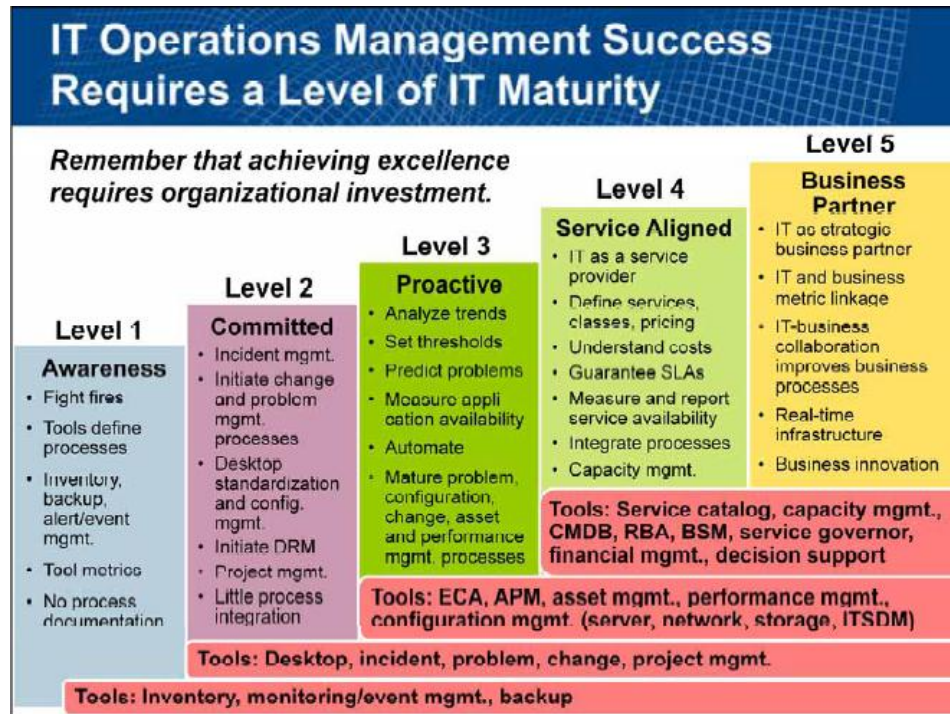 IT Operations Management Success
Requires a Level of IT Maturity
Remember that achieving excellence
requires organizational investment.
Level 1
Awareness
• Fight fires
• Tools define
processes
• Inventory,
backup,
alert/event
mgmt.
• Tool metrics
• No process
documentation
Level 2
Committed
• Incident mgmt.
• Initiate change
and problem
mgmt.
processes
• Desktop
standardization
and config.
mgmt.
• Initiate DRM
• Project mgmt.
• Little process
integration
Level 3
Proactive
• Analyze trends
• Set thresholds
• Predict problems
• Measure appli
cation availability
• Automate
• Mature problem,
configuration,
change, asset
and performance
mgmt. processes
Level 4
Service Aligned
• IT as a service
provider
• Define services,
classes, pricing
• Understand costs
• Guarantee SLAs
• Measure and report
service availability
• Integrate processes
• Capacity mgmt.
Level 5
Business
Partner
• IT as strategic
business partner
• IT and business
metric linkage
• IT-business
collaboration
improves business
processes
• Real-time
infrastructure
• Business innovation
Tools: Service catalog, capacity mgmt.,
CMDB, RBA, BSM, service governor,
financial mgmt., decision support
Tools: ECA, APM, asset mgmt., performance mgmt.,
configuration mgmt. (server, network, storage, ITSDM)
Tools: Desktop, incident, problem, change, project mgmt.
Tools: Inventory, monitoring/event mgmt., backup